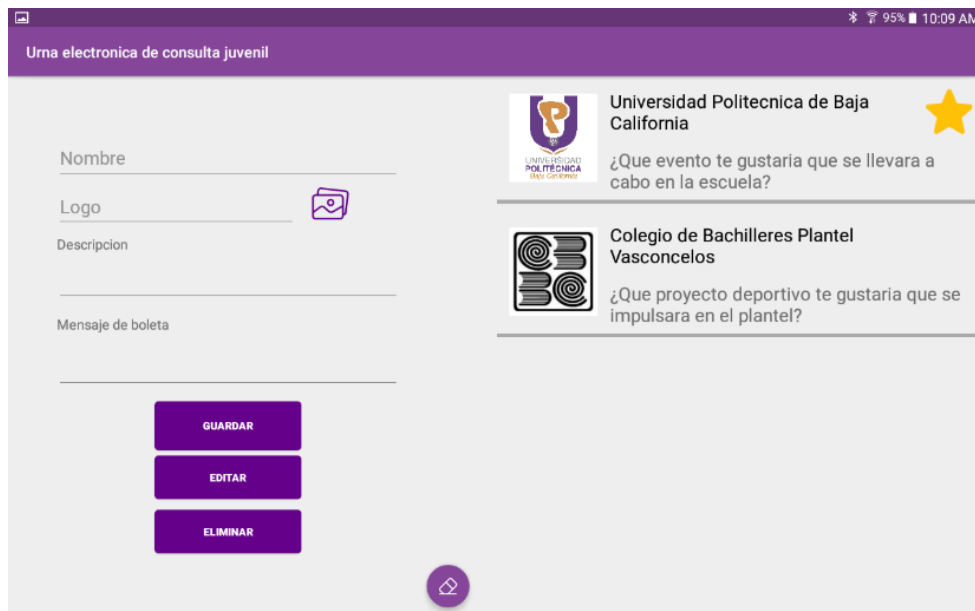 95% 10:09 AM
Urna electronica de consulta juvenil
Nombre
Logo
Descripcion
Mensaje de boleta
GUARDAR
EDITAR
ELIMINAR
UNIVERSIDAD
POLITÉCNICA
Baja California
Universidad Politecnica de Baja
California
¿Que evento te gustaria que se llevara a
cabo en la escuela?
Colegio de Bachilleres Plantel
Vasconcelos
¿Que proyecto deportivo te gustaria que se
impulsara en el plantel?